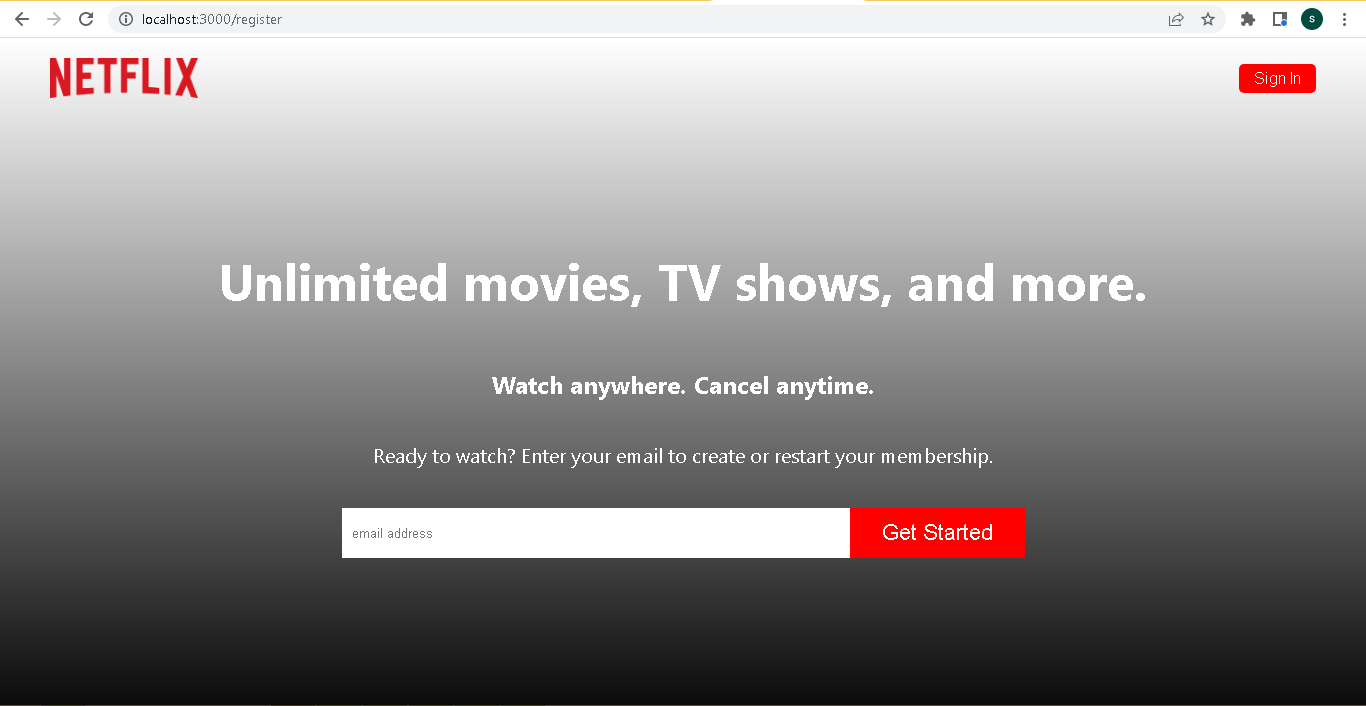 localhost:3000/register
S
NETFLIX
Sign In
Unlimited movies, TV shows, and more.
Watch anywhere. Cancel anytime.
Ready to watch? Enter your email to create or restart your membership.
email address
Get Started